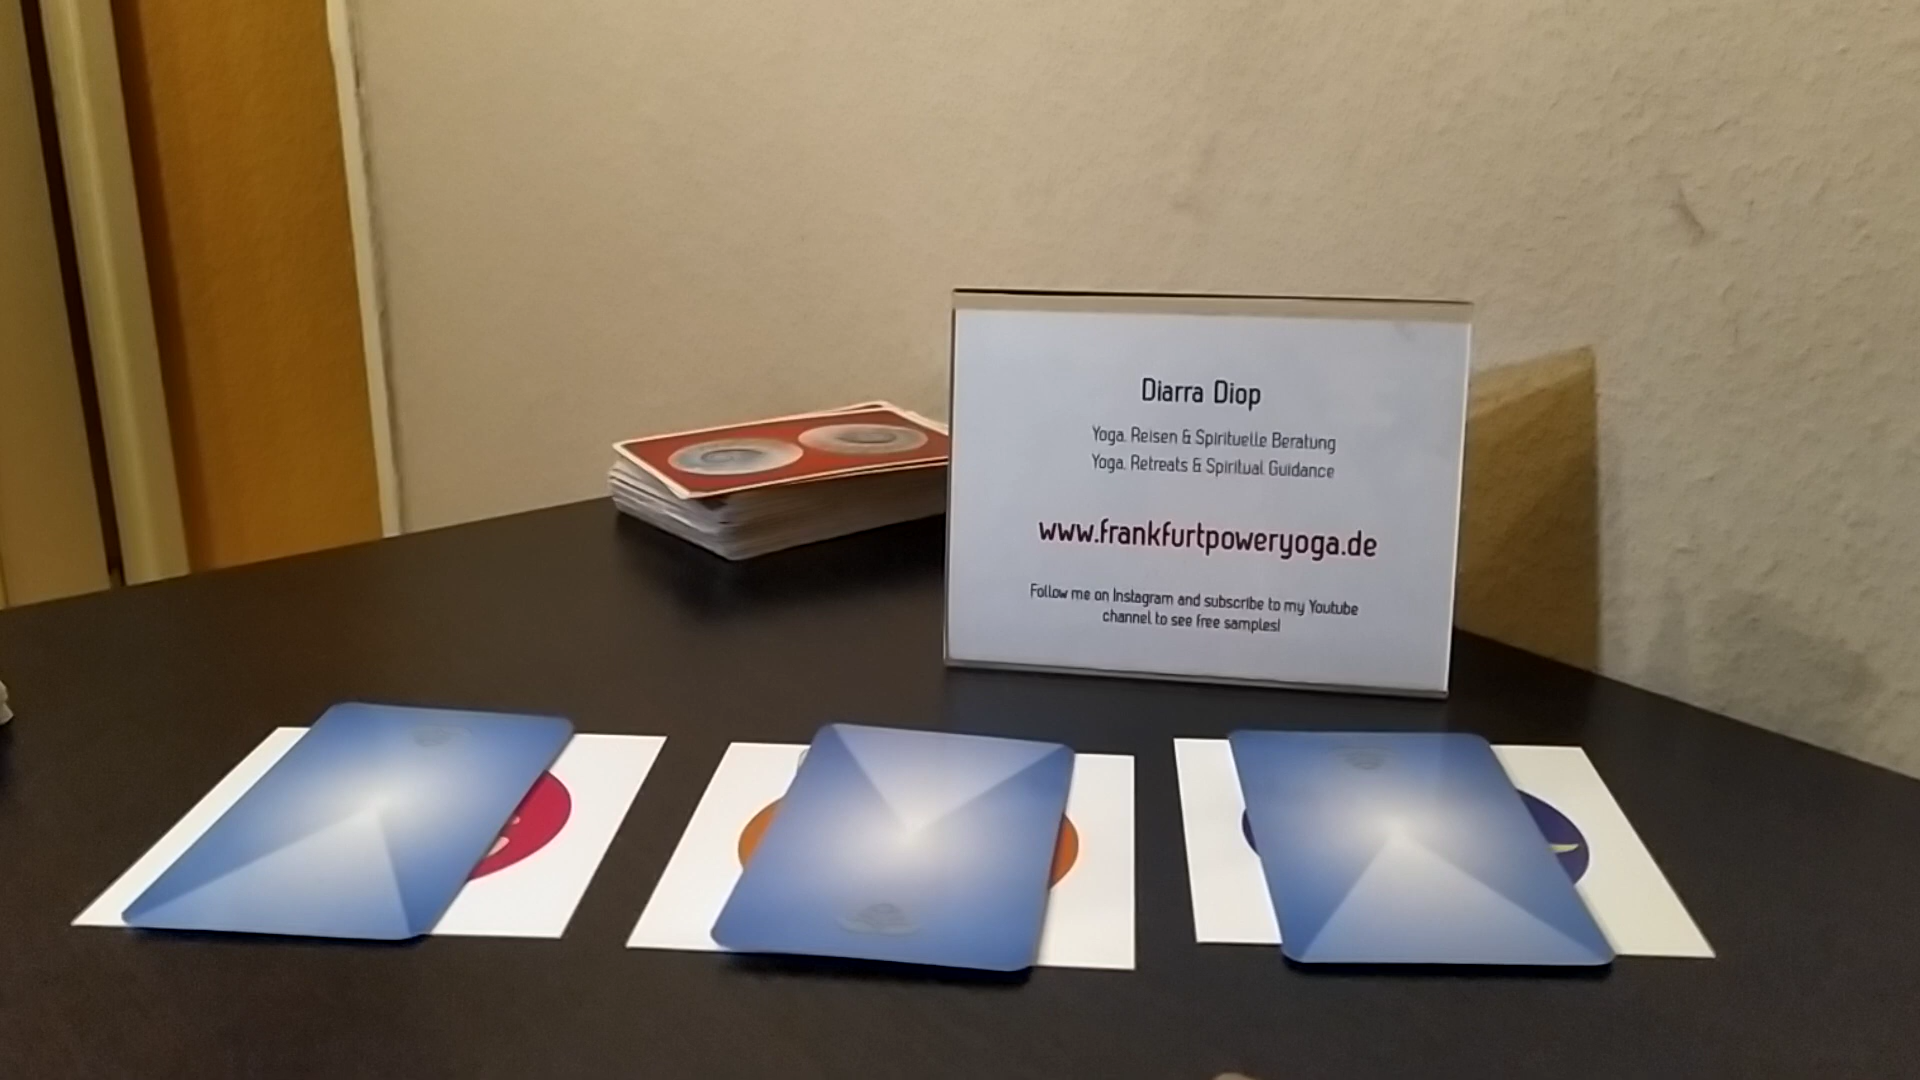 Diarra Diop
Yoga, Reisen & Spirituelle Beratung
Yoga, Retreats & Spiritual Guidance
www.frankfurtpoweryoga.de
Follow me on Instagram and subscribe to my Youtube
channel to see free samples!